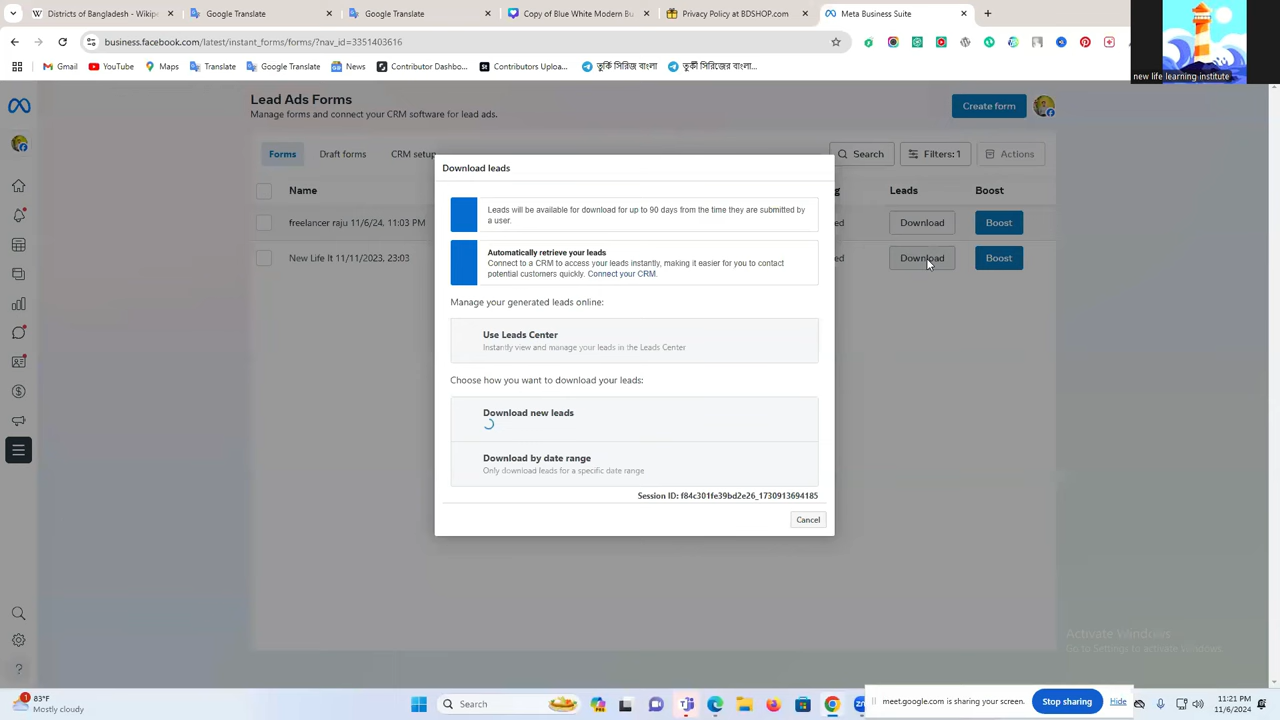 Districts of Bangladesh - Wikipe
Google Translate
Google Translate
Copy of Blue White Modern Bu
Privacy Policy at BDSHOP.com
Meta Business Suite
business.facebook.com/latest/instant_forms/forms/?nav_id=3351403616
Gmail
YouTube
Maps
Translate
Google Translate
Google News
Contributor Dashbo...
Contributors Uploa...
তুর্কি সিরিজ বাংলা
তুর্কী সিরিজের বাংলা...
new life learning institute
Lead Ads Forms
Manage forms and connect your CRM software for lead ads.
Create form
Forms
Draft forms
CRM setup
Search
Filters: 1
Actions
Name
Leads
Boost
freelancer raju 11/6/24, 11:03 PM
Download
Boost
New Life It 11/11/2023, 23:03
Download
Boost
Download leads
Leads will be available for download for up to 90 days from the time they are submitted by
a user.
Automatically retrieve your leads
Connect to a CRM to access your leads instantly, making it easier for you to contact
potential customers quickly. Connect your CRM.
Manage your generated leads online:
Use Leads Center
Instantly view and manage your leads in the Leads Center
Choose how you want to download your leads:
Download new leads
Download by date range
Only download leads for a specific date range
Session ID: f84c301fe39bd2e26_1730913694185
Cancel
Activate Windows
Go to Settings to activate Windows.
83°F
Mostly cloudy
Search
meet.google.com is sharing your screen.
Stop sharing
Hide
11:21 PM
11/6/2024